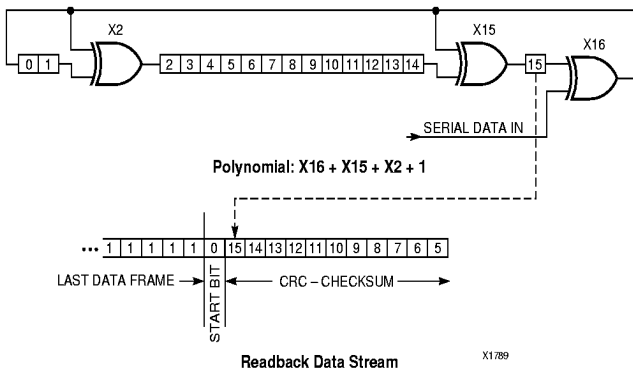 X2
X15
X16
0 1
2 3 4 5 6 7 8 9 10 11 12 13 14
15
SERIAL DATA IN
Polynomial: X16 + X15 + X2 + 1
••• 1 1 1 1 1 0 15 14 13 12 11 10 9 8 7 6 5
LAST DATA FRAME
START BIT
CRC – CHECKSUM
Readback Data Stream
X1789